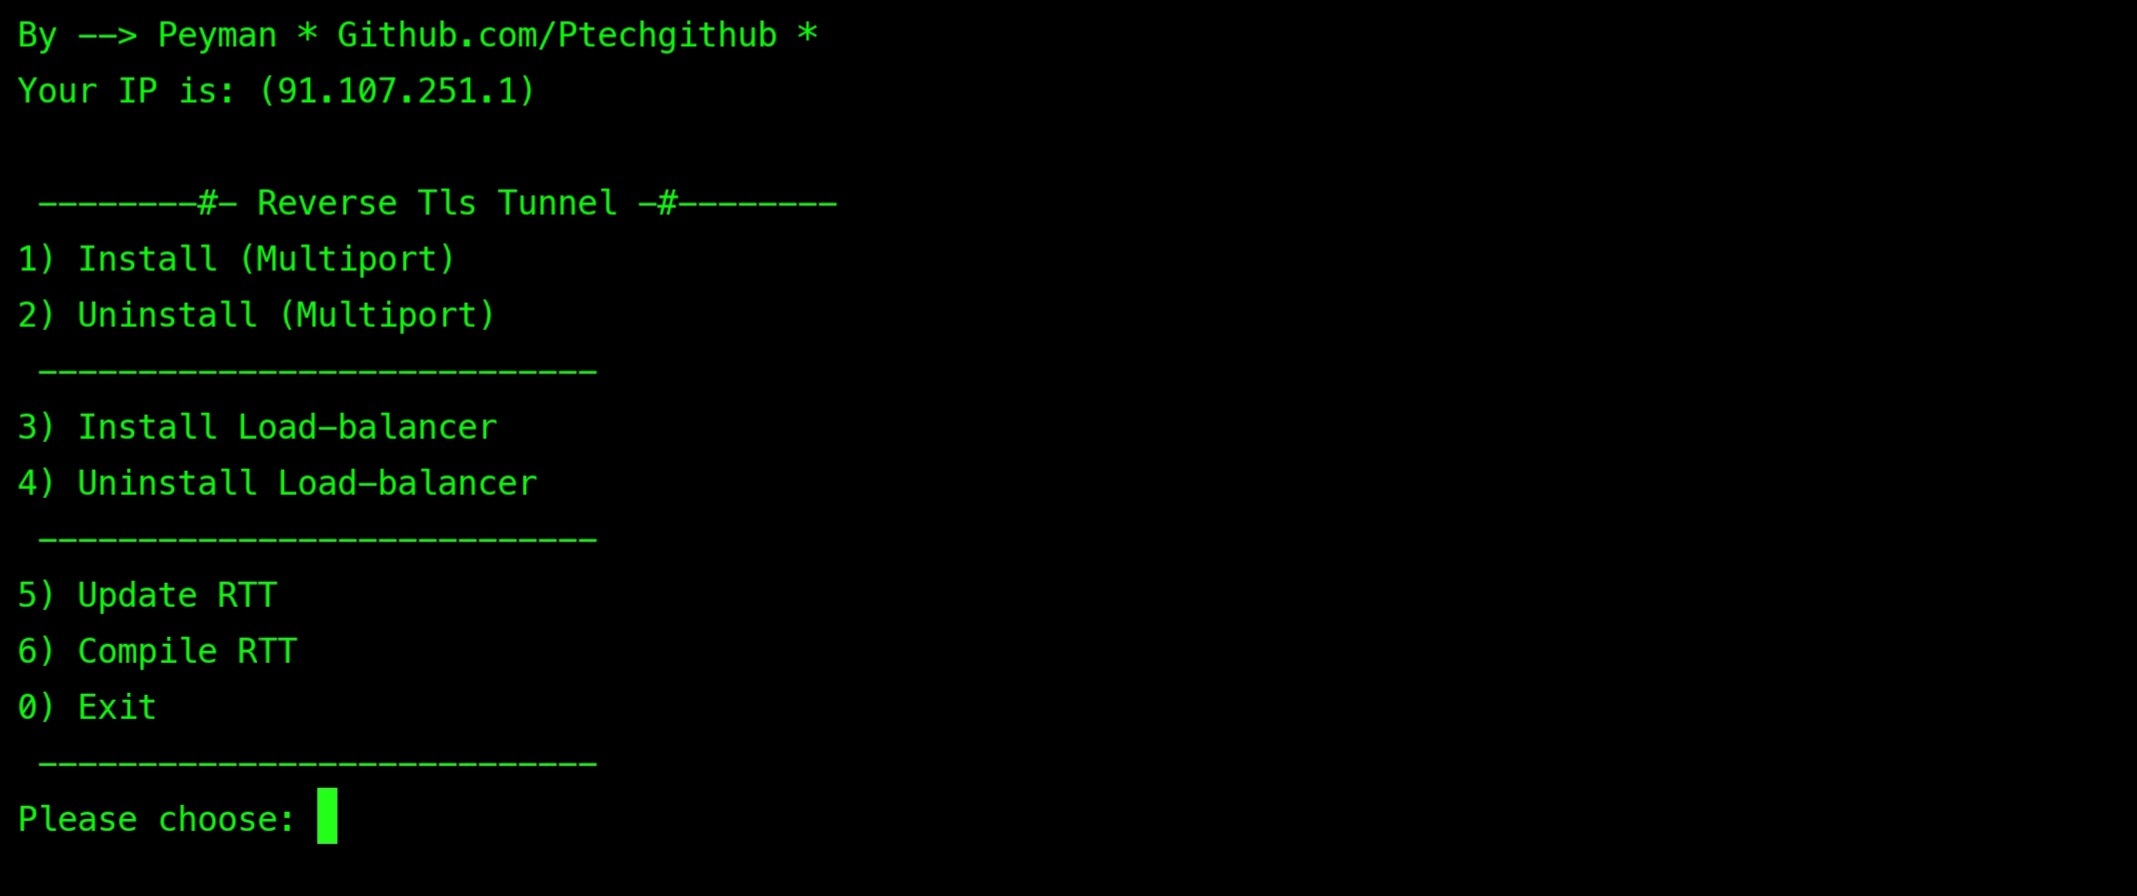 By --> Peyman * Github.com/Ptechgithub *
Your IP is: (91.107.251.1)
--------#- Reverse Tls Tunnel -#--------
1) Install (Multiport)
2) Uninstall (Multiport)
----------------------------
3) Install Load-balancer
4) Uninstall Load-balancer
----------------------------
5) Update RTT
6) Compile RTT
0) Exit
----------------------------
Please choose: